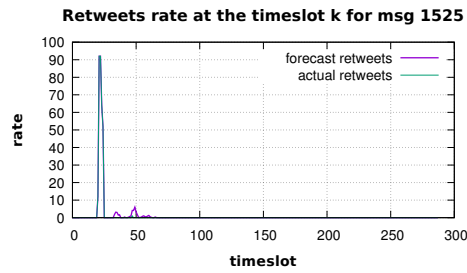 Retweets rate at the timeslot k for msg 1525
100
90
80
70
60
50
40
30
20
10
0
rate
forecast retweets
actual retweets
0 50 100 150 200 250 300
timeslot